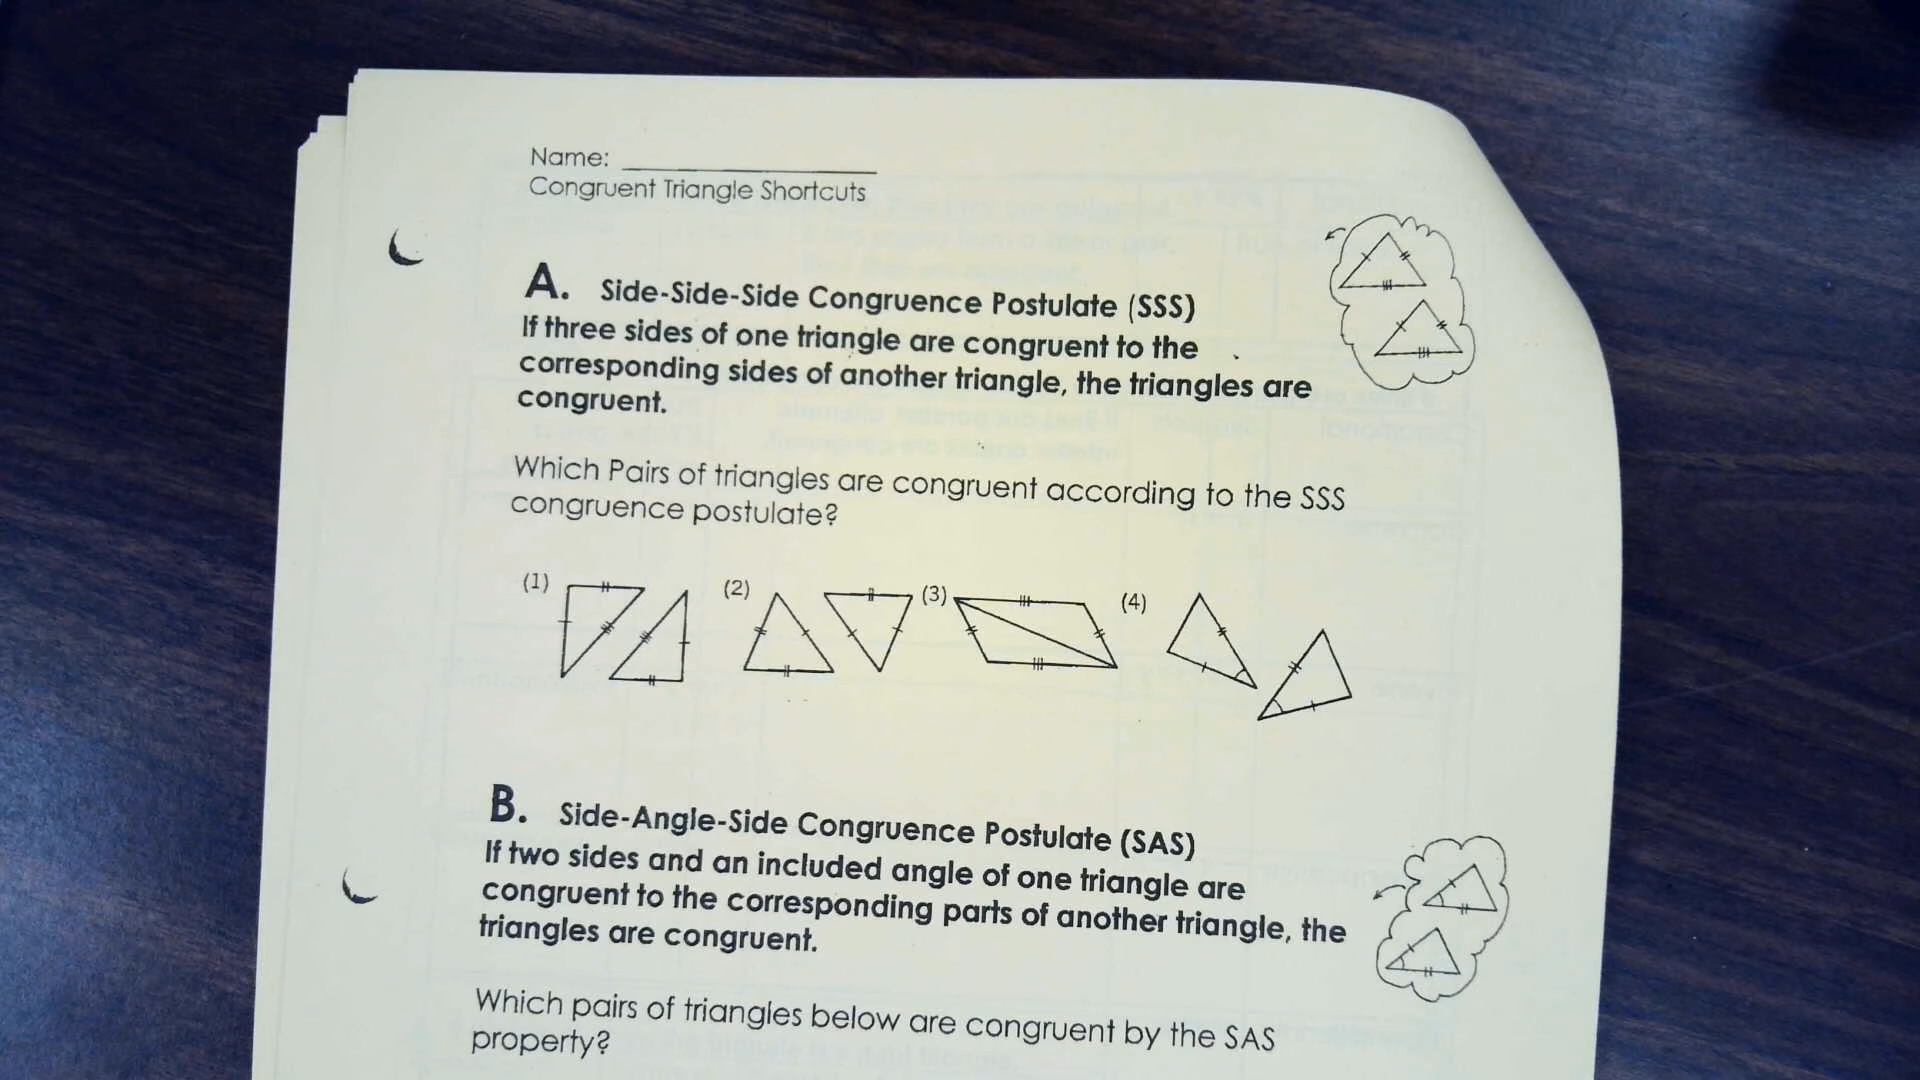 Name: ____________
Congruent Triangle Shortcuts
A. Side-Side-Side Congruence Postulate (SSS)
If three sides of one triangle are congruent to the
corresponding sides of another triangle, the triangles are
congruent.
Which Pairs of triangles are congruent according to the SSS
congruence postulate?
(1) (2) (3) (4)
B. Side-Angle-Side Congruence Postulate (SAS)
If two sides and an included angle of one triangle are
congruent to the corresponding parts of another triangle, the
triangles are congruent.
Which pairs of triangles below are congruent by the SAS
property?